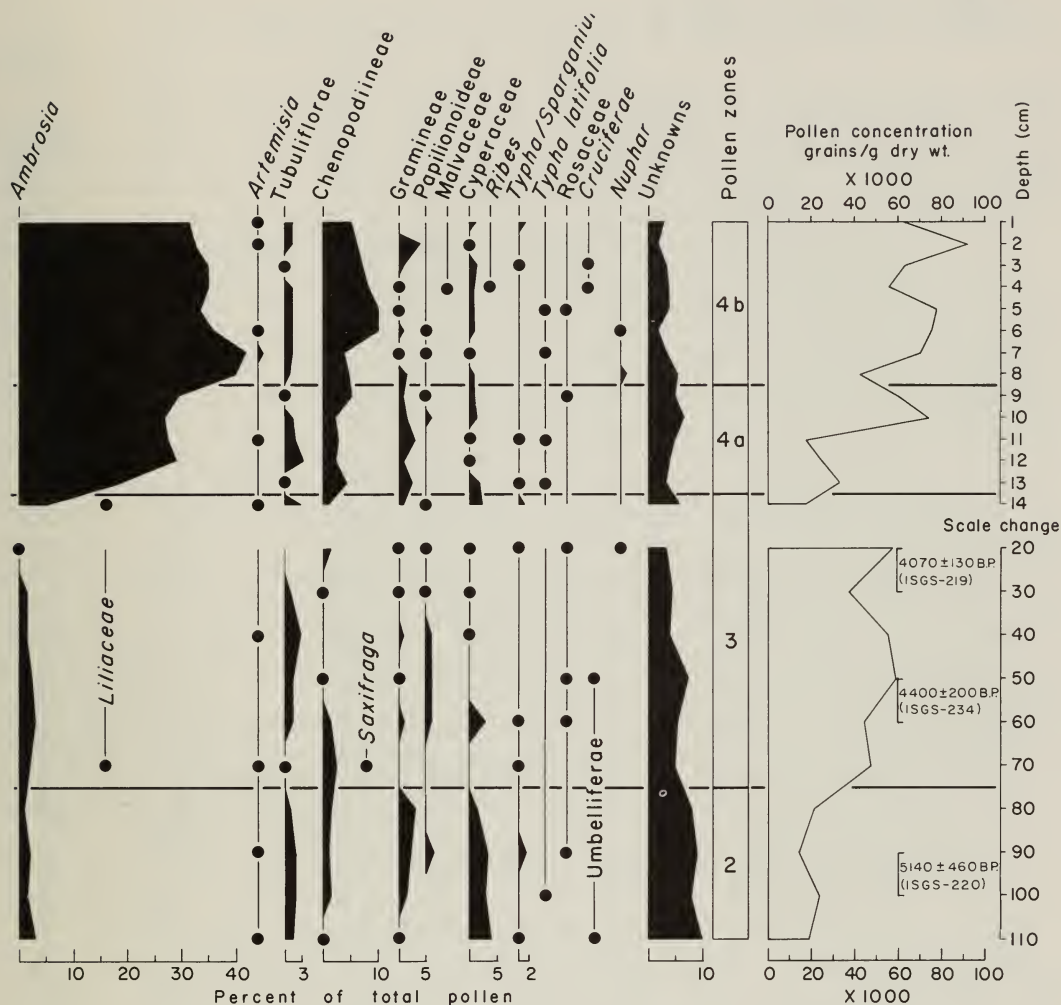 Ambrosia
Artemisia
Tubuliflorae
Chenopodiineae
Gramineae
Papilionoideae
Malvaceae
Cyperaceae
Ribes
Typha/Sparganiu
Typha latifolia
Rosaceae
Cruciferae
Nuphar
Unknowns
Pollen zones
Pollen concentration
grains/g dry wt.
X 1000
0 20 40 60 80 100
Depth (cm)
1
2
3
4
5
6
7
8
9
10
11
12
13
14
4b
4a
3
2
Scale change
20
30
40
50
60
70
80
90
100
110
4070±130 B.P.
(ISGS-219)
4400±200 B.P.
(ISGS-234)
5140±460 B.P.
(ISGS-220)
Liliaceae
Saxifraga
Umbelliferae
10 20 30 40 3 10 5 5 2 10
Percent of total pollen
0 20 40 60 80 100
X 1000